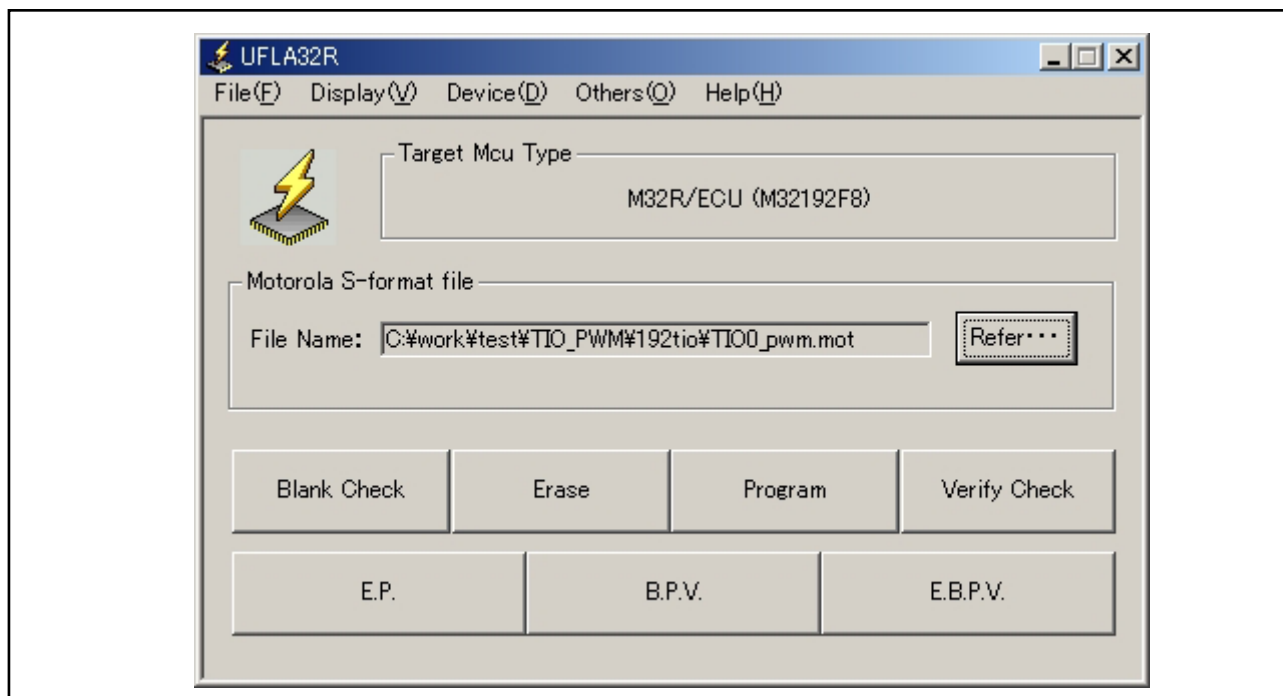 UFLA32R
File(F) Display(V) Device(D) Others(O) Help(H)
Target Mcu Type
M32R/ECU (M32192F8)
Motorola S-format file
File Name: C:¥work¥test¥TIO_PWM¥192tio¥TIO0_pwm.mot Refer・・・
Blank Check Erase Program Verify Check
E.P. B.P.V. E.B.P.V.